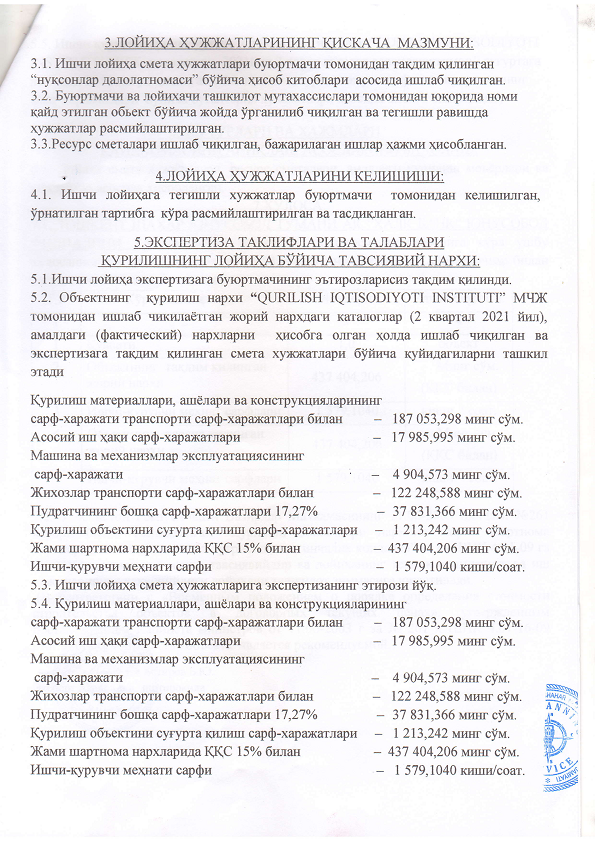 3.ЛОЙИҲА ҲУЖЖАТЛАРИНИНГ ҚИСКАЧА МАЗМУНИ:
3.1. Ишчи лойиҳа смета ҳужжатлари буюртмачи томонидан тақдим қилинган
“нуқсонлар далолатномаси” бўйича ҳисоб китоблари асосида ишлаб чиқилган.
3.2. Буюртмачи ва лойихачи ташкилот мутахассислари томонидан юқорида номи
қайд этилган обьект бўйича жойда ўрганилиб чиқилган ва тегишли равишда
ҳужжатлар расмийлаштирилган.
3.3.Ресурс сметалари ишлаб чиқилган, бажарилаган ишлар ҳажми ҳисобланган.
4.ЛОЙИҲА ҲУЖЖАТЛАРИНИ КЕЛИШИШИ:
4.1. Ишчи лойиҳага тегишли хужжатлар буюртмачи томонидан келишилган,
ўрнатилган тартибга кўра расмийлаштирилган ва тасдиқланган.
5.ЭКСПЕРТИЗА ТАКЛИФЛАРИ ВА ТАЛАБЛАРИ
ҚУРИЛИШНИНГ ЛОЙИҲА БЎЙИЧА ТАВСИЯВИЙ НАРХИ:
5.1.Ишчи лойиҳа экспертизага буюртмачининг эътирозларисиз тақдим қилинди.
5.2. Объектнинг қурилиш нархи “QURILISH IQTISODIYOTI INSTITUTI” МЧЖ
томонидан ишлаб чикилаётган жорий нархдаги каталоглар (2 квартал 2021 йил),
амалдаги (фактический) нархларни ҳисобга олган ҳолда ишлаб чиқилган ва
экспертизага тақдим қилинган смета хужжатлари бўйича қуйидагиларни ташкил
этади
Қурилиш материаллари, ашёлари ва конструкцияларининг
сарф-харажати транспорти сарф-харажатлари билан – 187 053,298 минг сўм.
Асосий иш ҳақи сарф-харажатлари – 17 985,995 минг сўм.
Машина ва механизмлар эксплуатациясининг
сарф-харажати – 4 904,573 минг сўм.
Жихозлар транспорти сарф-харажатлари билан – 122 248,588 минг сўм.
Пудратчининг бошқа сарф-харажатлари 17,27% – 37 831,366 минг сўм.
Қурилиш объектини суғурта қилиш сарф-харажатлари – 1 213,242 минг сўм.
Жами шартнома нархларида ҚҚС 15% билан – 437 404,206 минг сўм.
Ишчи-қурувчи меҳнати сарфи – 1 579,1040 киши/соат.
5.3. Ишчи лойиҳа смета ҳужжатларига экспертизанинг этирози йўқ.
5.4. Қурилиш материаллари, ашёлари ва конструкцияларининг
сарф-харажати транспорти сарф-харажатлари билан – 187 053,298 минг сўм.
Асосий иш ҳақи сарф-харажатлари – 17 985,995 минг сўм.
Машина ва механизмлар эксплуатациясининг
сарф-харажати – 4 904,573 минг сўм.
Жихозлар транспорти сарф-харажатлари билан – 122 248,588 минг сўм.
Пудратчининг бошқа сарф-харажатлари 17,27% – 37 831,366 минг сўм.
Қурилиш объектини суғурта қилиш сарф-харажатлари – 1 213,242 минг сўм.
Жами шартнома нархларида ҚҚС 15% билан – 437 404,206 минг сўм.
Ишчи-қурувчи меҳнати сарфи – 1 579,1040 киши/соат.